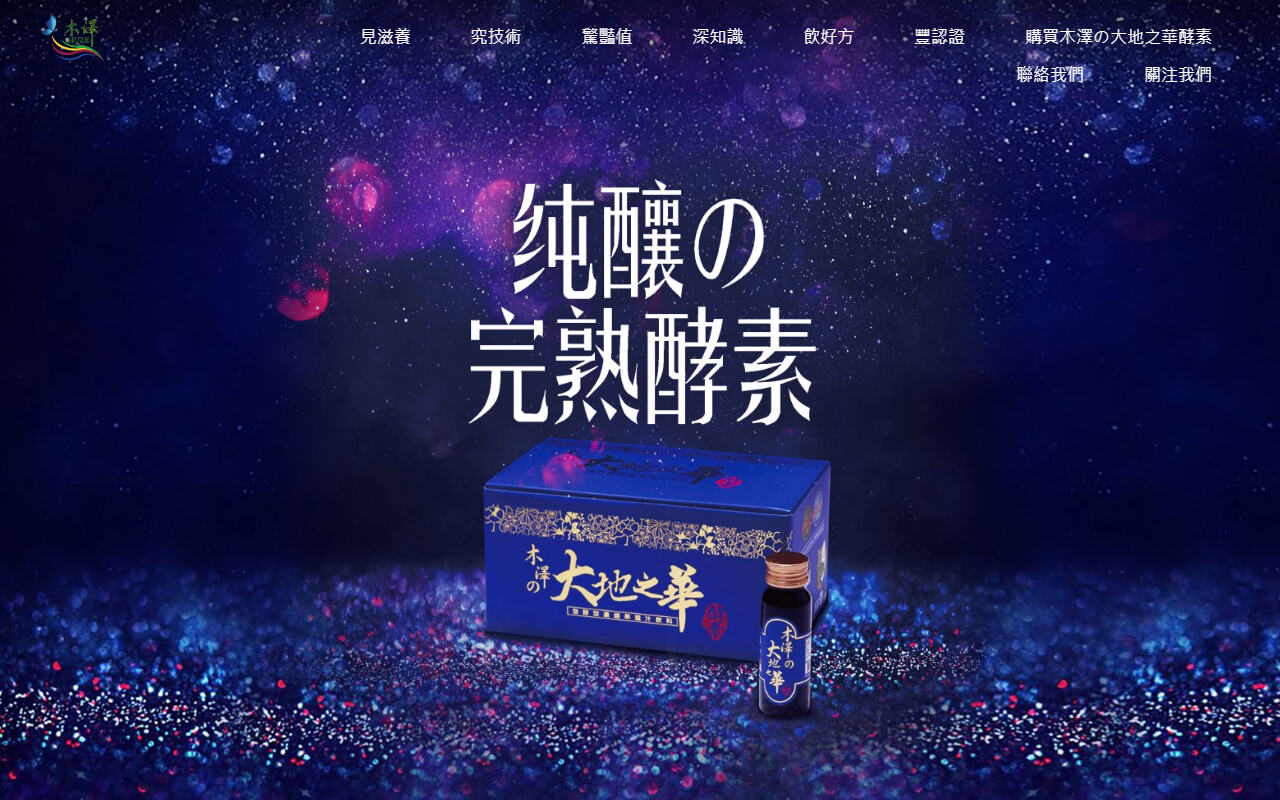 木澤
MUZE
見滋養
究技術
驚豔值
深知識
飲好方
豐認證
購買木澤の大地之華酵素
聯絡我們
關注我們
纯釀の
完熟酵素
木澤の
大地之華
木澤の
大地之華